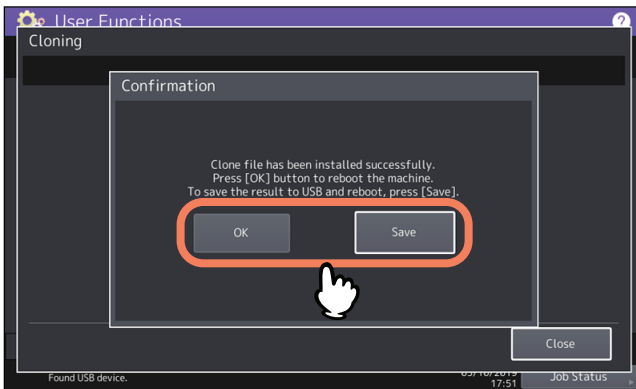 User Functions
?
Cloning
Confirmation
Clone file has been installed successfully.
Press [OK] button to reboot the machine.
To save the result to USB and reboot, press [Save].
OK
Save
Close
Found USB device.
17:51
Job Status